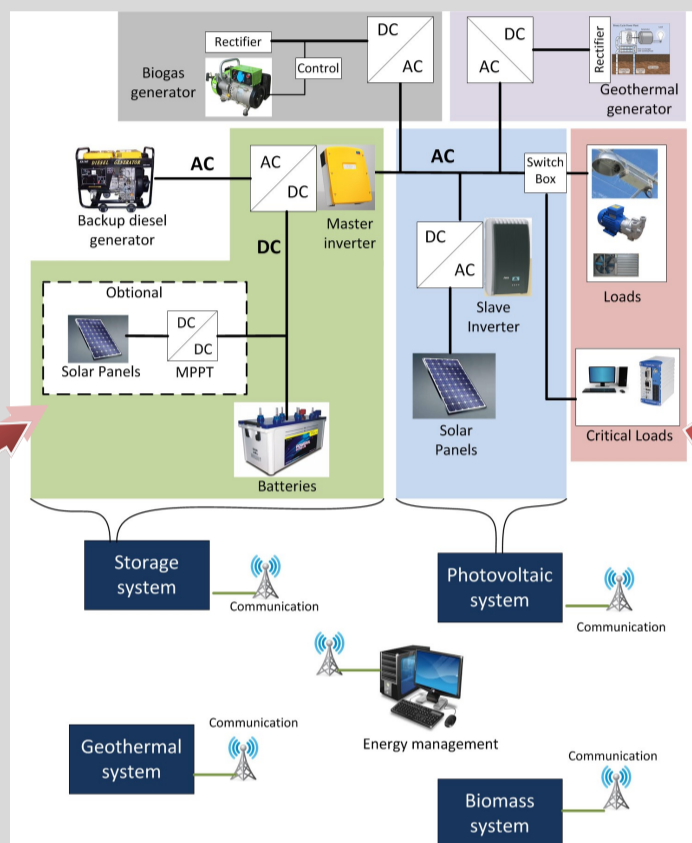 Rectifier
Control
Biogas
generator
DC
AC
DC
AC
Rectifier
Geothermal
generator
AC
Backup diesel
generator
AC
DC
Master
inverter
DC
AC
Switch
Box
Loads
DC
AC
Slave
Inverter
Solar
Panels
Critical Loads
Obtional
Solar Panels
DC
DC
MPPT
Batteries
Storage
system
Communication
Photovoltaic
system
Communication
Energy management
Geothermal
system
Communication
Biomass
system
Communication